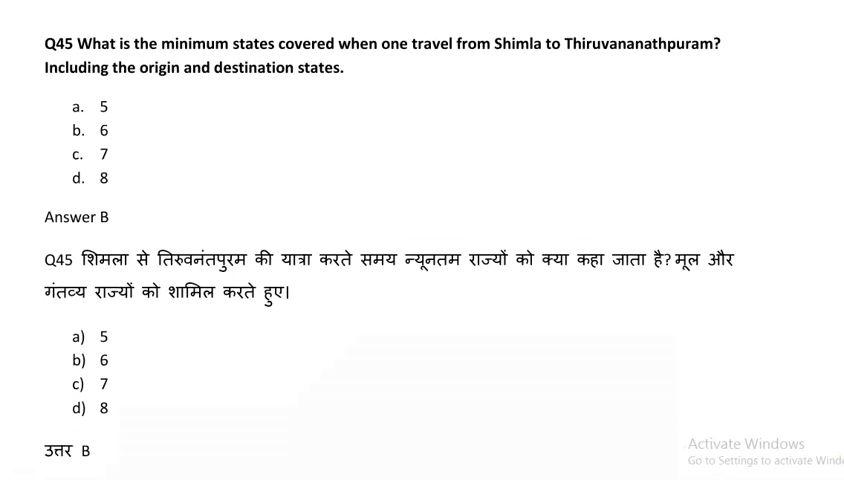 Q45 What is the minimum states covered when one travel from Shimla to Thiruvananathpuram?
Including the origin and destination states.
a. 5
b. 6
c. 7
d. 8
Answer B
Q45 शिमला से तिरुवनंतपुरम की यात्रा करते समय न्यूनतम राज्यों को क्या कहा जाता है? मूल और
गंतव्य राज्यों को शामिल करते हुए।
a) 5
b) 6
c) 7
d) 8
उत्तर B
Activate Windows
Go to Settings to activate Wind